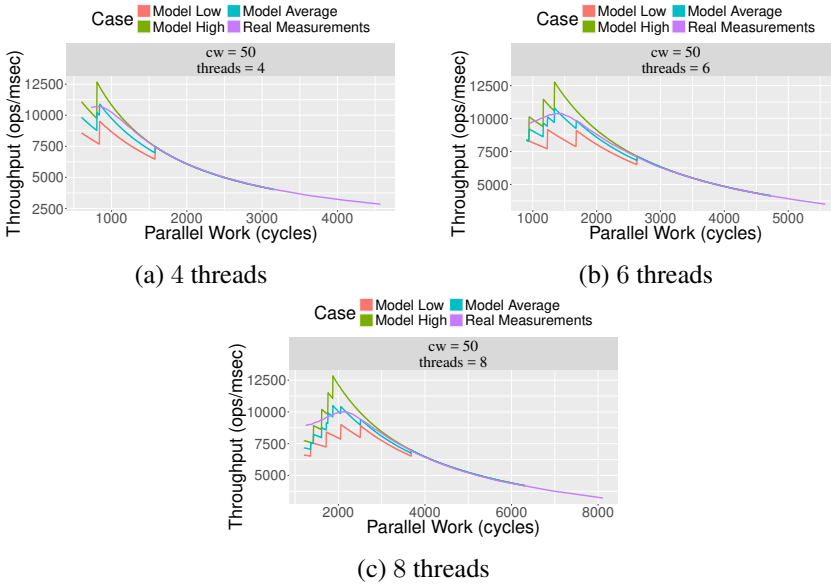 Case Model Low Model Average
Model High Real Measurements
cw = 50
threads = 4
Throughput (ops/msec)
12500
10000
7500
5000
2500
1000 2000 3000 4000
Parallel Work (cycles)
(a) 4 threads
Case Model Low Model Average
Model High Real Measurements
cw = 50
threads = 6
Throughput (ops/msec)
12500
10000
7500
5000
1000 2000 3000 4000 5000
Parallel Work (cycles)
(b) 6 threads
Case Model Low Model Average
Model High Real Measurements
cw = 50
threads = 8
Throughput (ops/msec)
12500
10000
7500
5000
2000 4000 6000 8000
Parallel Work (cycles)
(c) 8 threads